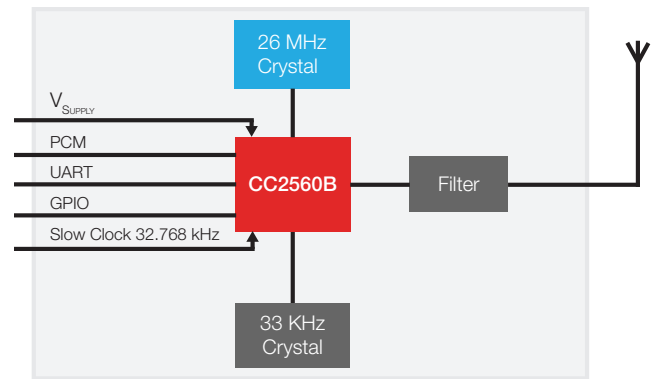 26 MHz
Crystal
VSUPPLY
PCM
UART
GPIO
Slow Clock 32.768 kHz
CC2560B
Filter
33 KHz
Crystal